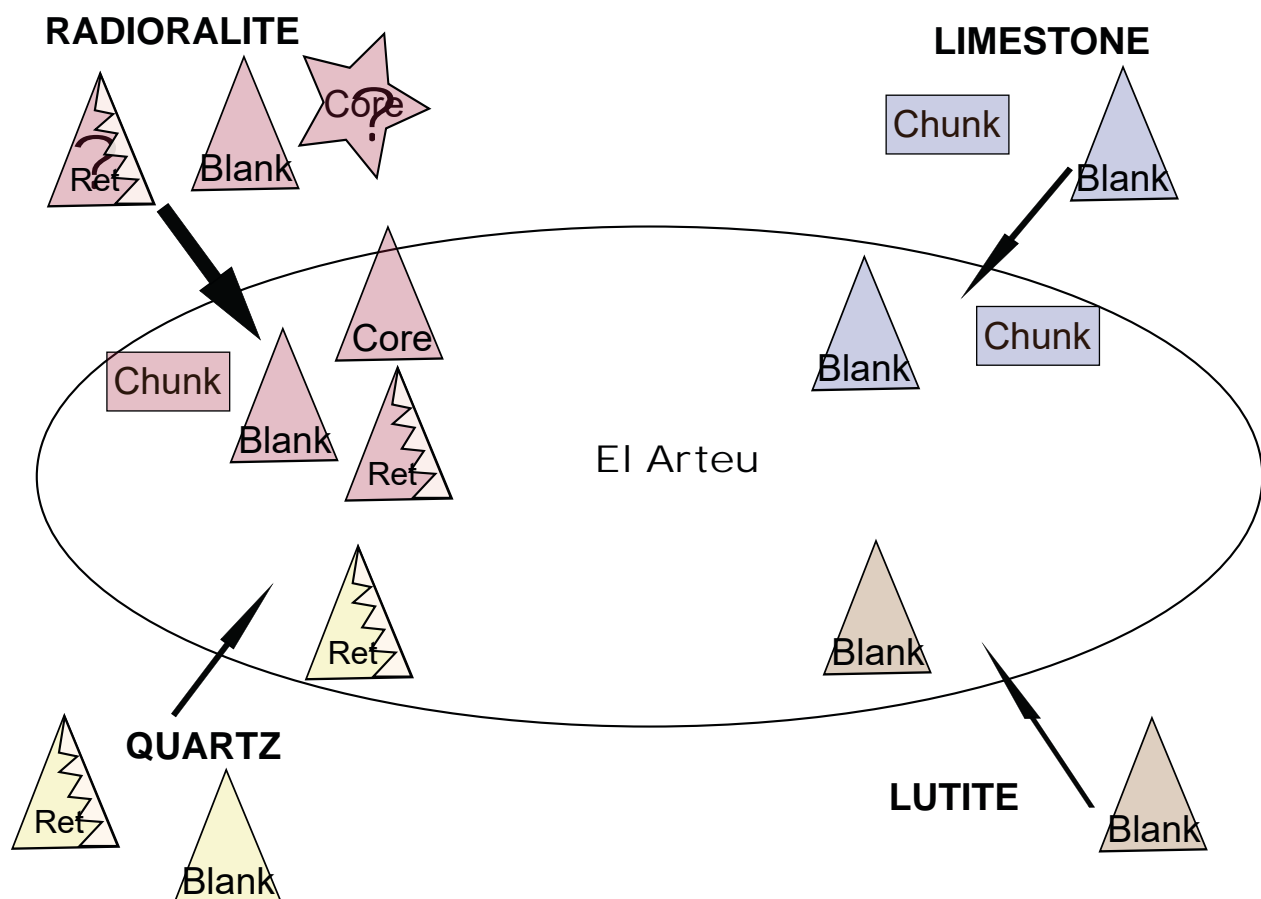 RADIORALITE
LIMESTONE
?
Ret
Blank
Core
?
Chunk
Blank
Core
Chunk
Blank
Ret
Blank
Chunk
El Arteu
Ret
Blank
QUARTZ
Ret
Blank
LUTITE
Blank